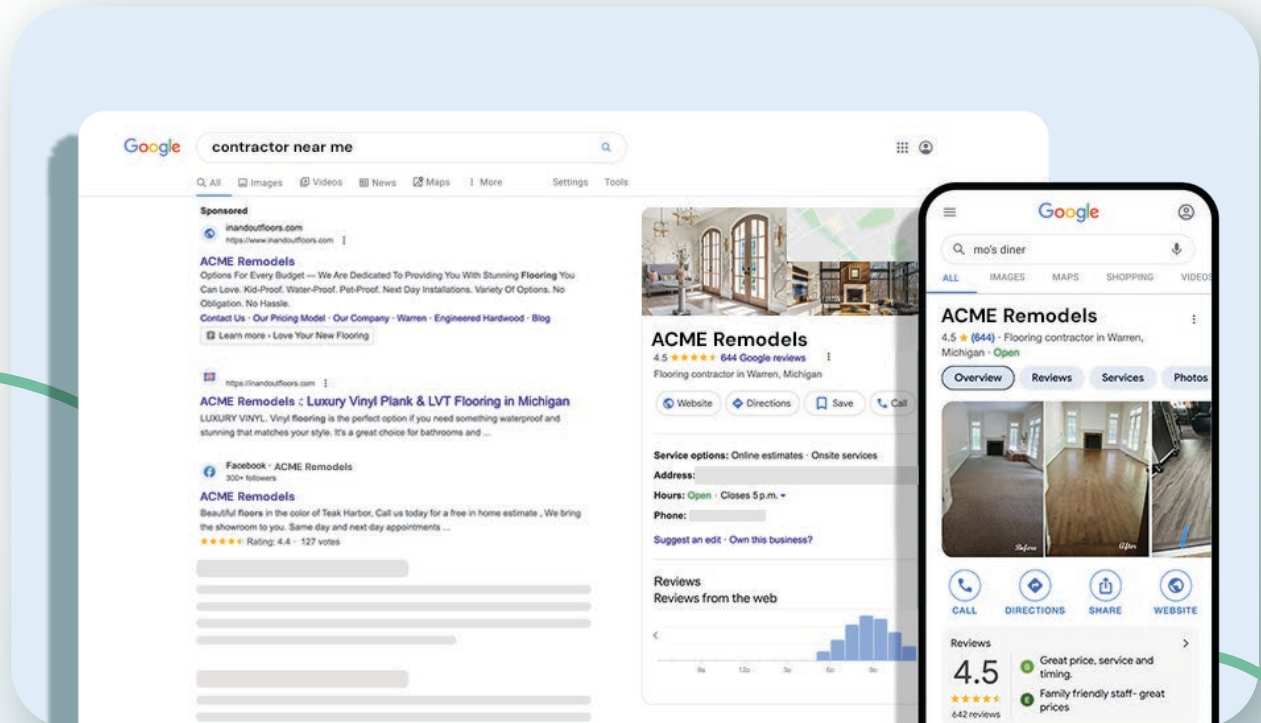 Google
contractor near me
All Images Videos News Maps More Settings Tools
Sponsored
inandoutfloors.com
https://www.inandoutfloors.com
ACME Remodels
Options For Every Budget — We Are Dedicated To Providing You With Stunning Flooring You
Can Love. Kid-Proof. Water-Proof. Pet-Proof. Next Day Installations. Variety Of Options. No
Obligation. No Hassle.
Contact Us · Our Pricing Model · Our Company · Warren · Engineered Hardwood · Blog
Learn more - Love Your New Flooring
https://inandoutfloors.com
ACME Remodels : Luxury Vinyl Plank & LVT Flooring in Michigan
LUXURY VINYL. Vinyl flooring is the perfect option if you need something waterproof and
stunning that matches your style. It's a great choice for bathrooms and ...
Facebook · ACME Remodels
300+ followers
ACME Remodels
Beautiful floors in the color of Teak Harbor, Call us today for a free in home estimate , We bring
the showroom to you. Same day and next day appointments ...
Rating: 4.4 · 127 votes
ACME Remodels
4.5 ★★★★★ 644 Google reviews
Flooring contractor in Warren, Michigan
Website Directions Save Call
Service options: Online estimates · Onsite services
Address:
Hours: Open · Closes 5 p.m.
Phone:
Suggest an edit · Own this business?
Reviews
Reviews from the web
9a 12p 3p 6p 9p
Google
mo's diner
ALL IMAGES MAPS SHOPPING VIDEOS
ACME Remodels
4.5 ★ (644) · Flooring contractor in Warren,
Michigan · Open
Overview Reviews Services Photos
Before After
CALL DIRECTIONS SHARE WEBSITE
Reviews
4.5
642 reviews
G Great price, service and
timing.
E Family friendly staff- great
prices